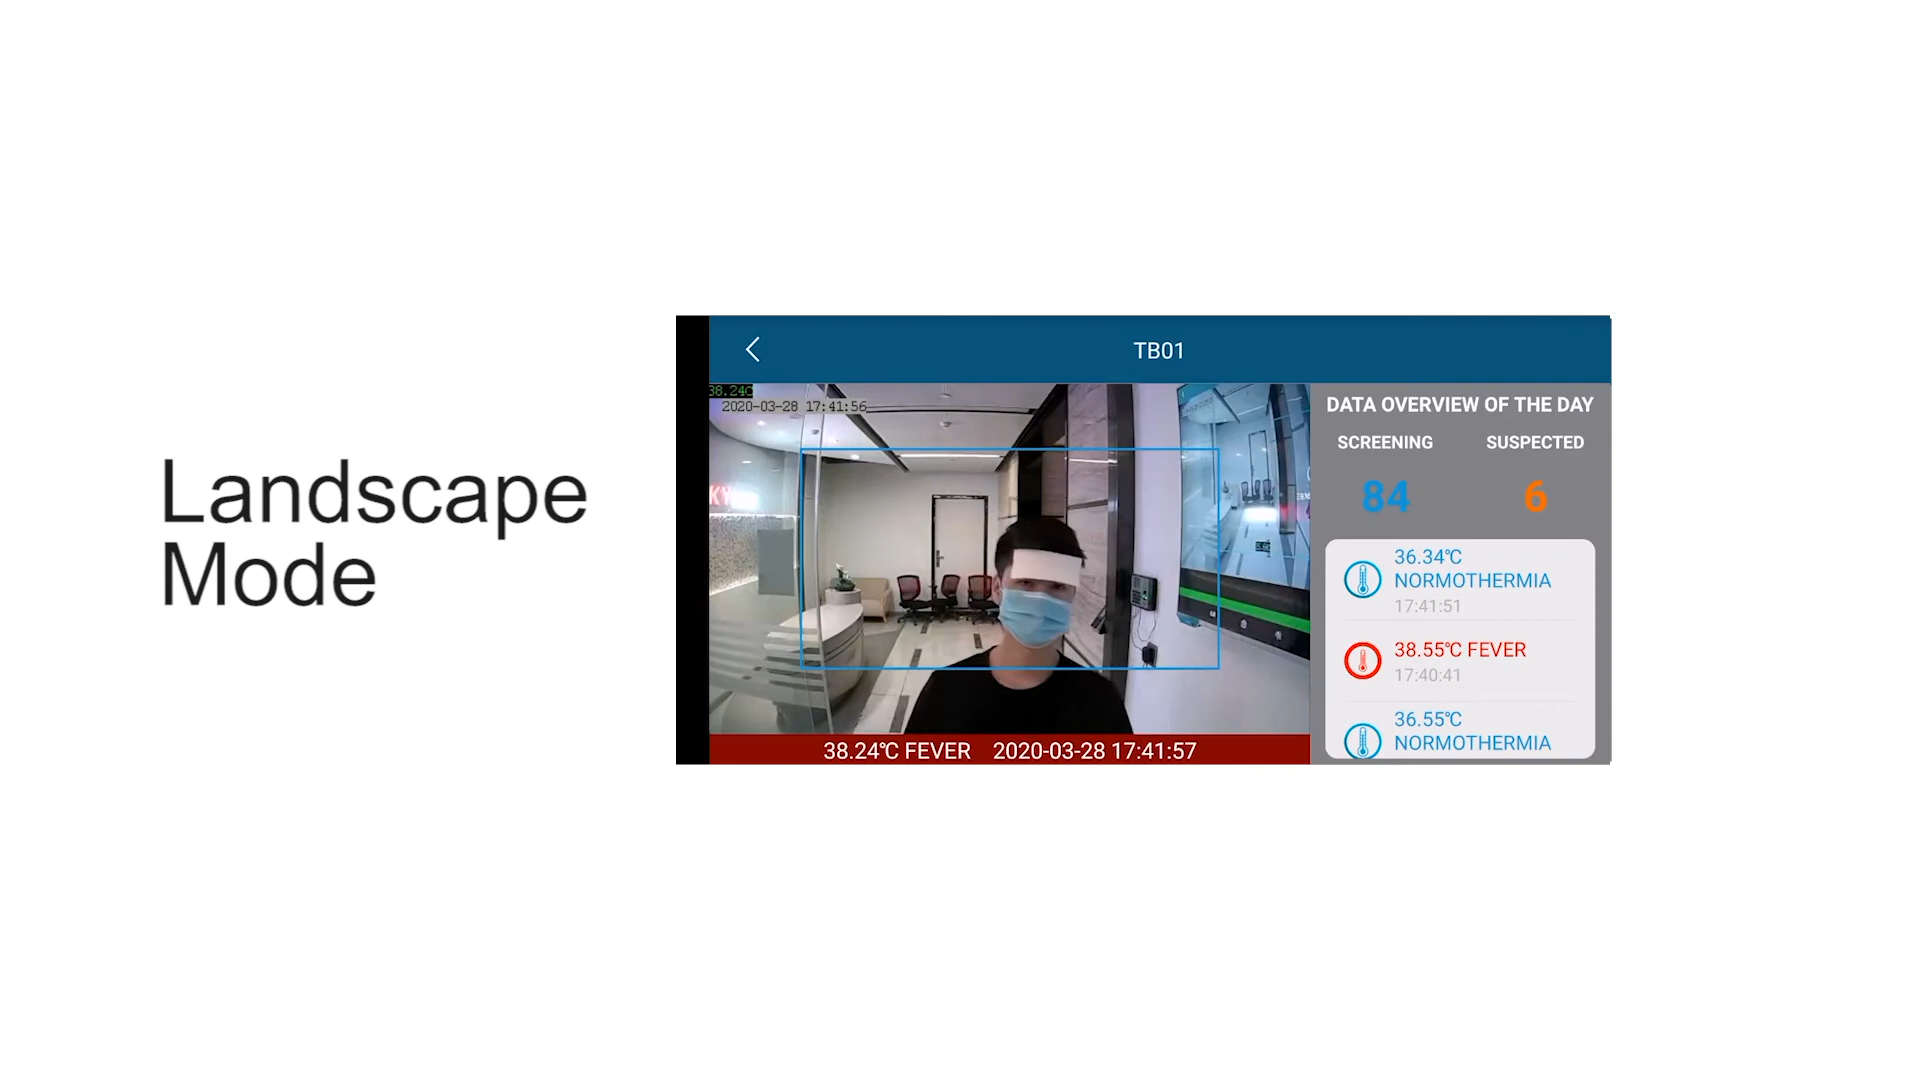 Landscape
Mode
TB01
38.24C
2020-03-28 17:41:56
DATA OVERVIEW OF THE DAY
SCREENING SUSPECTED
84 6
36.34℃
NORMOTHERMIA
17:41:51
38.55℃ FEVER
17:40:41
36.55℃
NORMOTHERMIA
38.24℃ FEVER 2020-03-28 17:41:57